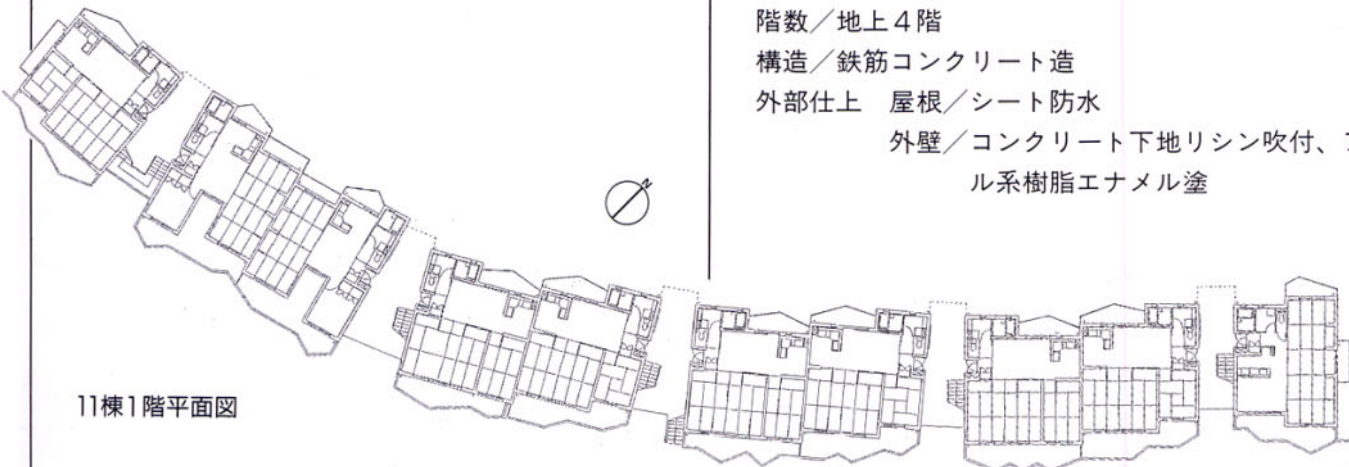 階数／地上4階
構造／鉄筋コンクリート造
外部仕上　屋根／シート防水
外壁／コンクリート下地リシン吹付、
ル系樹脂エナメル塗
N
11棟1階平面図